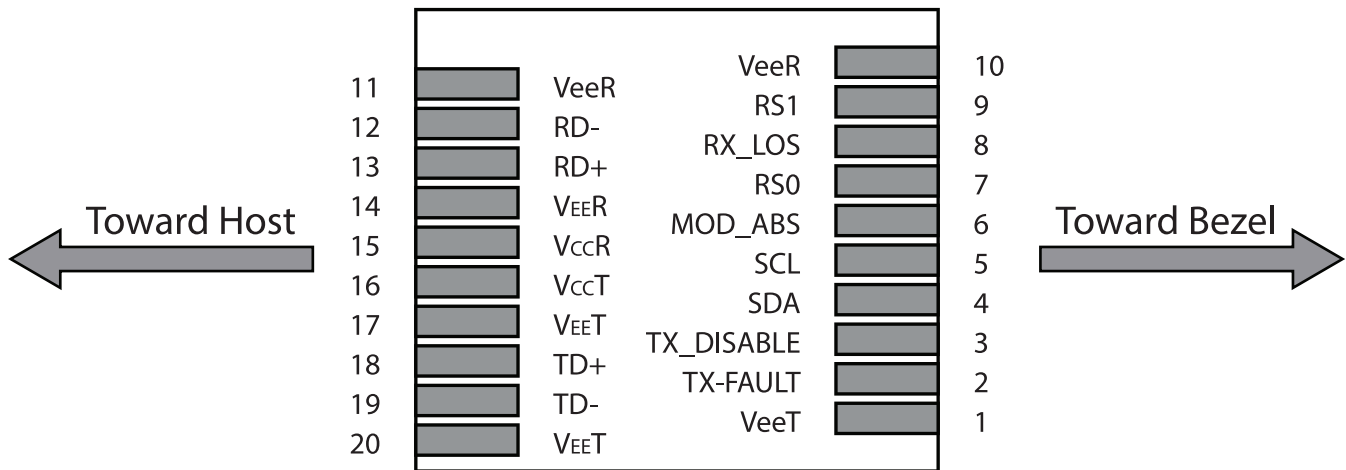 VeeR 10
11 VeeR
RS1 9
12 RD-
RX_LOS 8
13 RD+
RS0 7
14 VEER
Toward Host
MOD_ABS 6
Toward Bezel
15 VCCR
SCL 5
16 VCCT
SDA 4
17 VEET
TX_DISABLE 3
18 TD+
TX-FAULT 2
19 TD-
VeeT 1
20 VEET